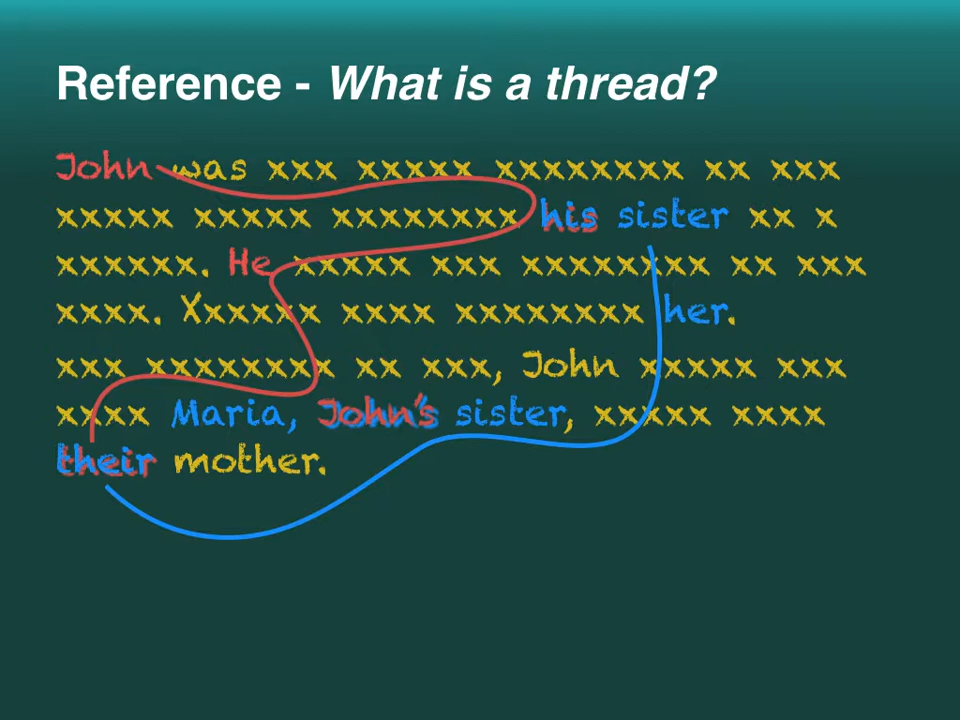 Reference - What is a thread?
John was xxx xxxxx xxxxxxxx xx xxx
xxxxx xxxxx xxxxxxxx his sister xx x
xxxxxx. He xxxxx xxx xxxxxxxx xx xxx
xxxx. Xxxxxx xxxx xxxxxxxx her.
xxx xxxxxxxx xx xxx, John xxxxx xxx
xxxx Maria, John's sister, xxxxx xxxx
their mother.